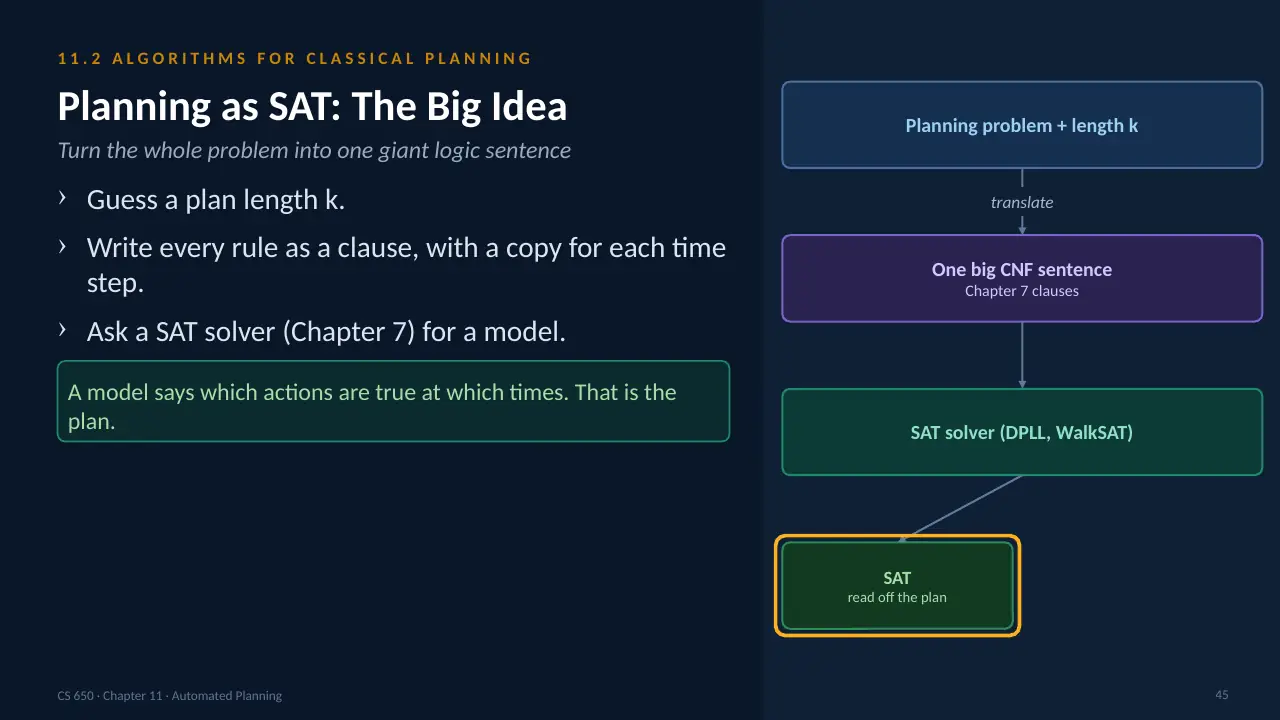 11.2 ALGORITHMS FOR CLASSICAL PLANNING
Planning as SAT: The Big Idea
Turn the whole problem into one giant logic sentence
› Guess a plan length k.
› Write every rule as a clause, with a copy for each time
step.
› Ask a SAT solver (Chapter 7) for a model.
A model says which actions are true at which times. That is the
plan.
Planning problem + length k
translate
One big CNF sentence
Chapter 7 clauses
SAT solver (DPLL, WalkSAT)
SAT
read off the plan
CS 650 · Chapter 11 · Automated Planning
45